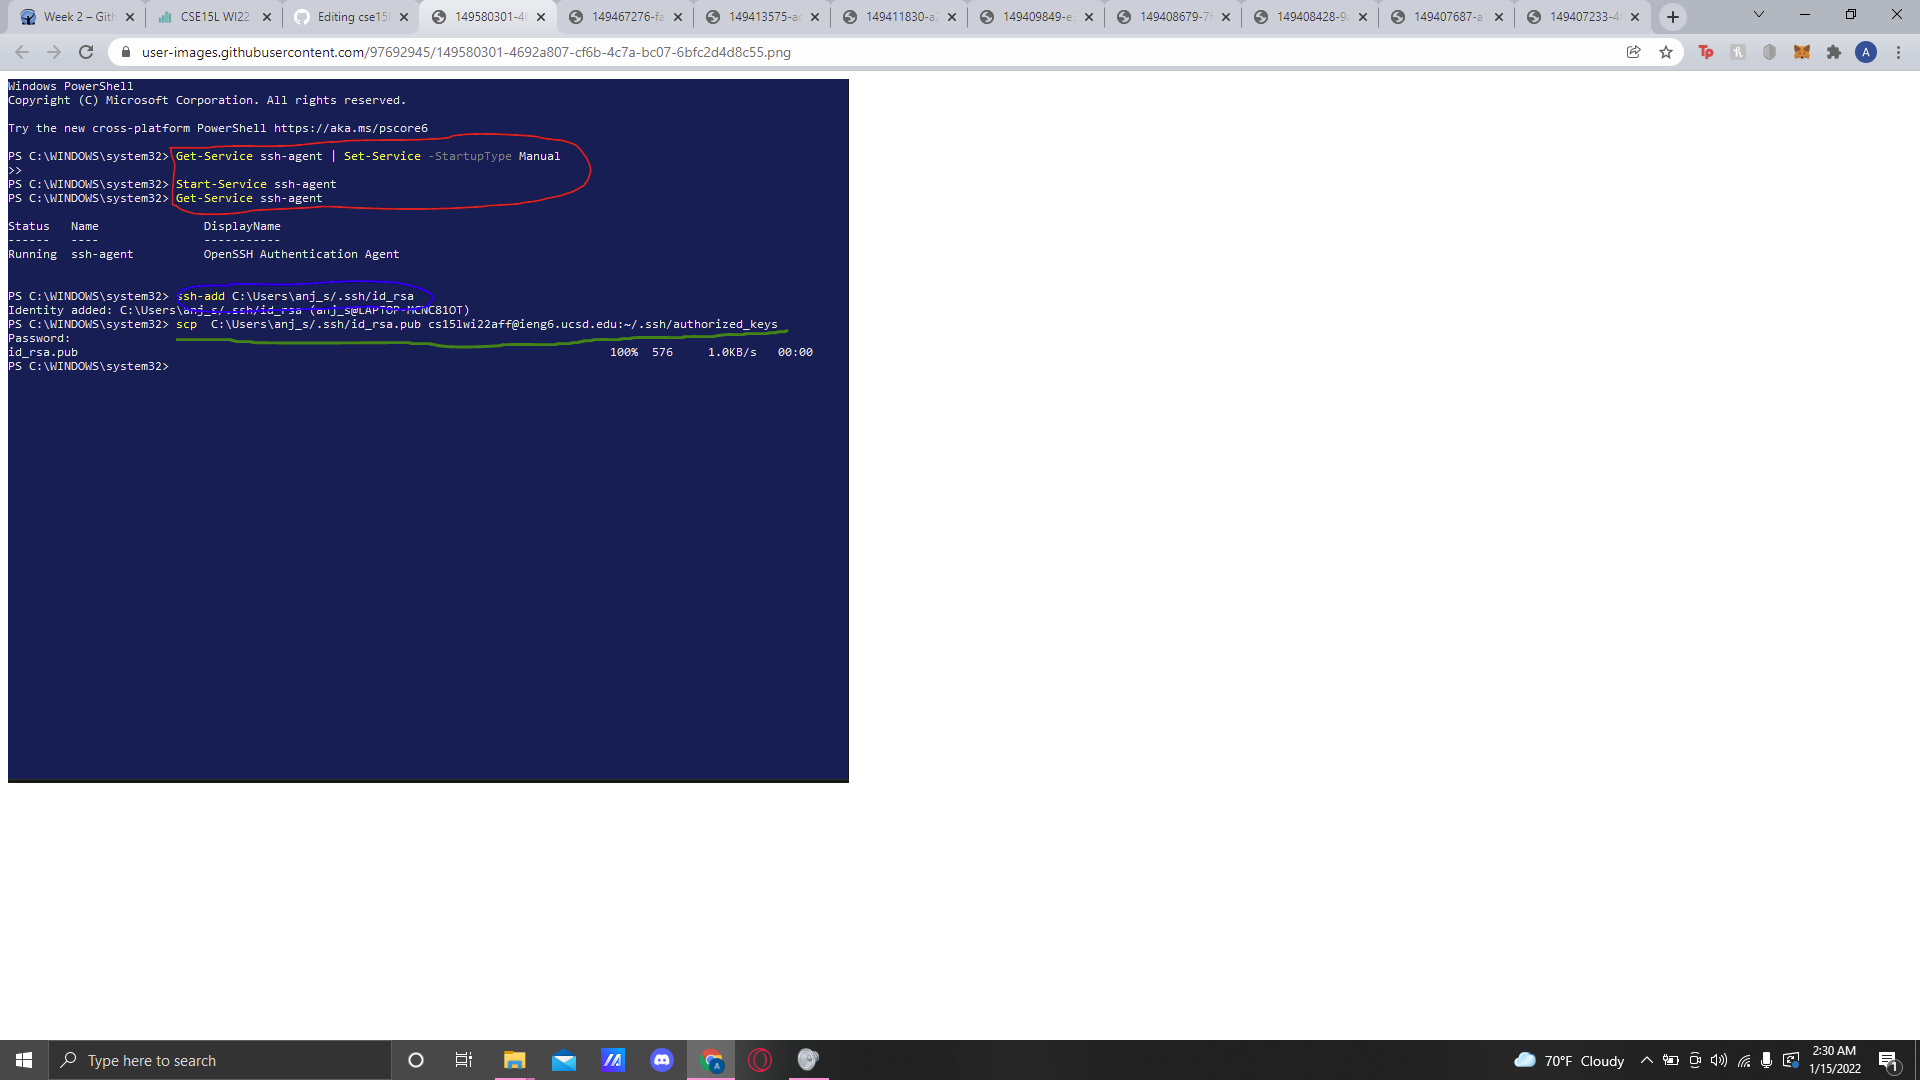 Week 2 – Gith
CSE15L WI22
Editing cse15l
149580301-46
149467276-fa
149413575-ac
149411830-a2
149409849-e3
149408679-7f
149408428-9a
149407687-a
149407233-4
user-images.githubusercontent.com/97692945/149580301-4692a807-cf6b-4c7a-bc07-6bfc2d4d8c55.png
Tp
A
Windows PowerShell
Copyright (C) Microsoft Corporation. All rights reserved.
Try the new cross-platform PowerShell https://aka.ms/pscore6
PS C:\WINDOWS\system32> Get-Service ssh-agent | Set-Service -StartupType Manual
>>
PS C:\WINDOWS\system32> Start-Service ssh-agent
PS C:\WINDOWS\system32> Get-Service ssh-agent
Status Name DisplayName
------ ---- -----------
Running ssh-agent OpenSSH Authentication Agent
PS C:\WINDOWS\system32> ssh-add C:\Users\anj_s/.ssh/id_rsa
Identity added: C:\Users\anj_s/.ssh/id_rsa (anj_s@LAPTOP-MCNC81OT)
PS C:\WINDOWS\system32> scp C:\Users\anj_s/.ssh/id_rsa.pub cs15lwi22aff@ieng6.ucsd.edu:~/.ssh/authorized_keys
Password:
id_rsa.pub 100% 576 1.0KB/s 00:00
PS C:\WINDOWS\system32>
Type here to search
A
70°F Cloudy
2:30 AM
1/15/2022
1